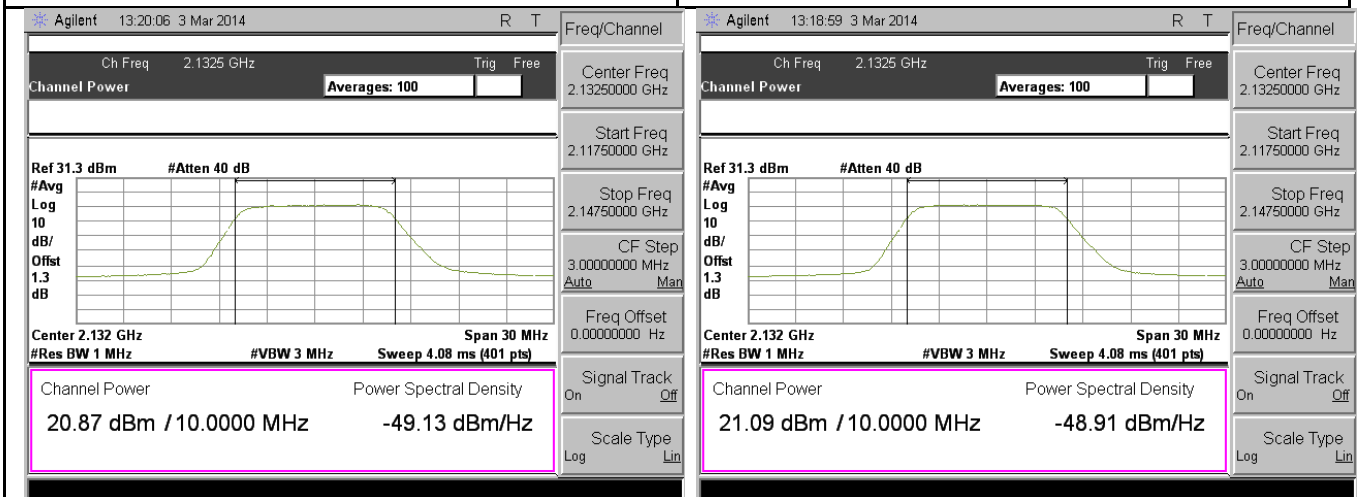 Agilent 13:20:06 3 Mar 2014 R T
Ch Freq 2.1325 GHz Trig Free
Channel Power Averages: 100
Ref 31.3 dBm #Atten 40 dB
#Avg
Log
10
dB/
Offst
1.3
dB
Center 2.132 GHz Span 30 MHz
#Res BW 1 MHz #VBW 3 MHz Sweep 4.08 ms (401 pts)
Channel Power Power Spectral Density
20.87 dBm / 10.0000 MHz -49.13 dBm/Hz
Freq/Channel
Center Freq
2.13250000 GHz
Start Freq
2.11750000 GHz
Stop Freq
2.14750000 GHz
CF Step
3.00000000 MHz
Auto Man
Freq Offset
0.00000000 Hz
Signal Track
On Off
Scale Type
Log Lin
Agilent 13:18:59 3 Mar 2014 R T
Ch Freq 2.1325 GHz Trig Free
Channel Power Averages: 100
Ref 31.3 dBm #Atten 40 dB
#Avg
Log
10
dB/
Offst
1.3
dB
Center 2.132 GHz Span 30 MHz
#Res BW 1 MHz #VBW 3 MHz Sweep 4.08 ms (401 pts)
Channel Power Power Spectral Density
21.09 dBm / 10.0000 MHz -48.91 dBm/Hz
Freq/Channel
Center Freq
2.13250000 GHz
Start Freq
2.11750000 GHz
Stop Freq
2.14750000 GHz
CF Step
3.00000000 MHz
Auto Man
Freq Offset
0.00000000 Hz
Signal Track
On Off
Scale Type
Log Lin